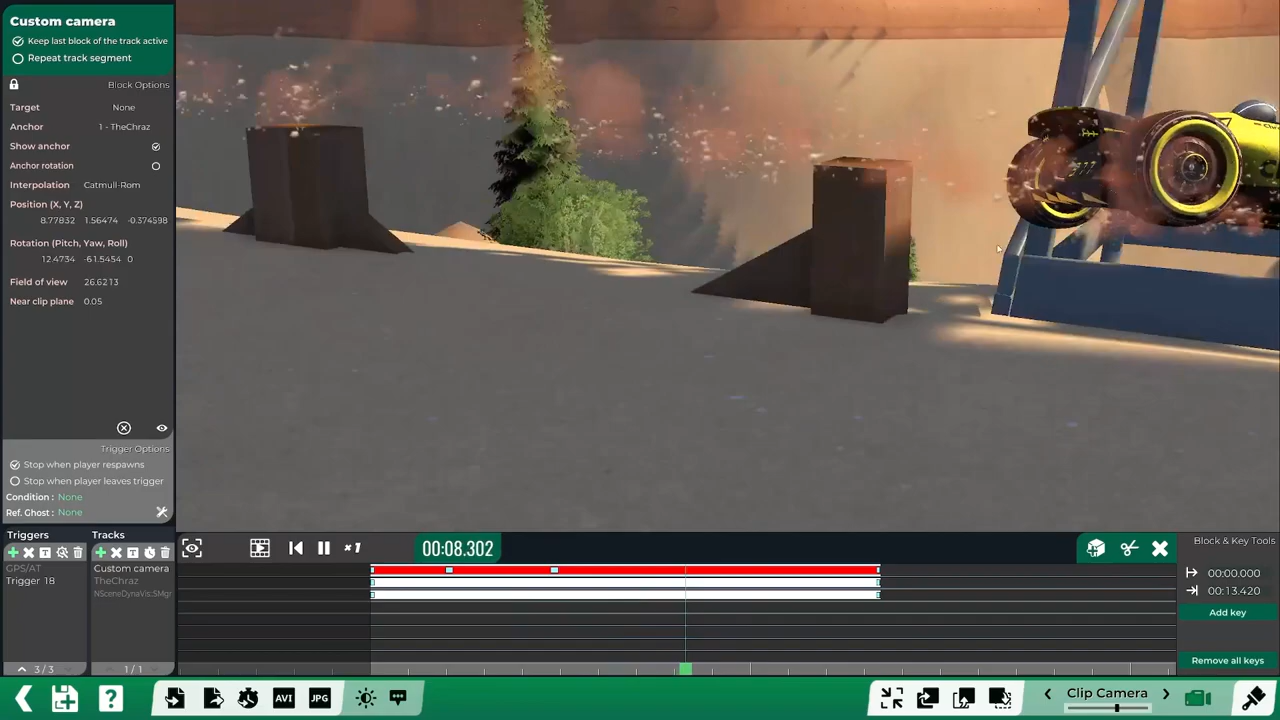 Custom camera
Keep last block of the track active
Repeat track segment
Block Options
Target None
Anchor 1 - TheChraz
Show anchor
Anchor rotation
Interpolation Catmull-Rom
Position (X, Y, Z)
8.77832 1.56474 -0.374598
Rotation (Pitch, Yaw, Roll)
12.4734 -61.5454 0
Field of view 26.6213
Near clip plane 0.05
Trigger Options
Stop when player respawns
Stop when player leaves trigger
Condition : None
Ref. Ghost : None
Triggers
GPS/AT
Trigger 18
3/3
Tracks
Custom camera
TheChraz
NSceneDynaVis::SMgr
1/1
×1
00:08.302
Block & Key Tools
00:00.000
00:13.420
Add key
Remove all keys
AVI
JPG
Clip Camera